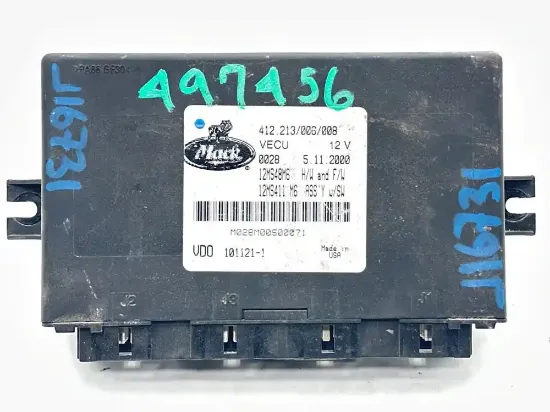 497456
412.213/006/008
VECU 12 V
0028 5.11.2000
12MS48M6 H/W and F/W
12MS411 M6 ASS'Y w/SW
Mack
M028M00500071
VDO 101121-1
Made in
USA
J16731
J16731
J2
J3
J1